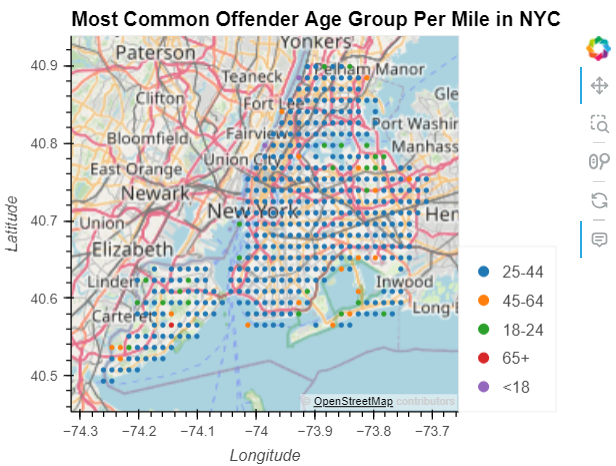 Most Common Offender Age Group Per Mile in NYC
Yonkers
Paterson
Pelham Manor
Teaneck
Clifton
Fort Lee
Port Washin
Bloomfield
Fairview
Manhass
Union City
East Orange
Newark
New York
Union
Hem
Elizabeth
Linden
Inwood
Carteret
© OpenStreetMap contributors
40.9
40.8
40.7
40.6
40.5
Latitude
−74.3
−74.2
−74.1
−74
−73.9
−73.8
−73.7
Longitude
25-44
45-64
18-24
65+
<18